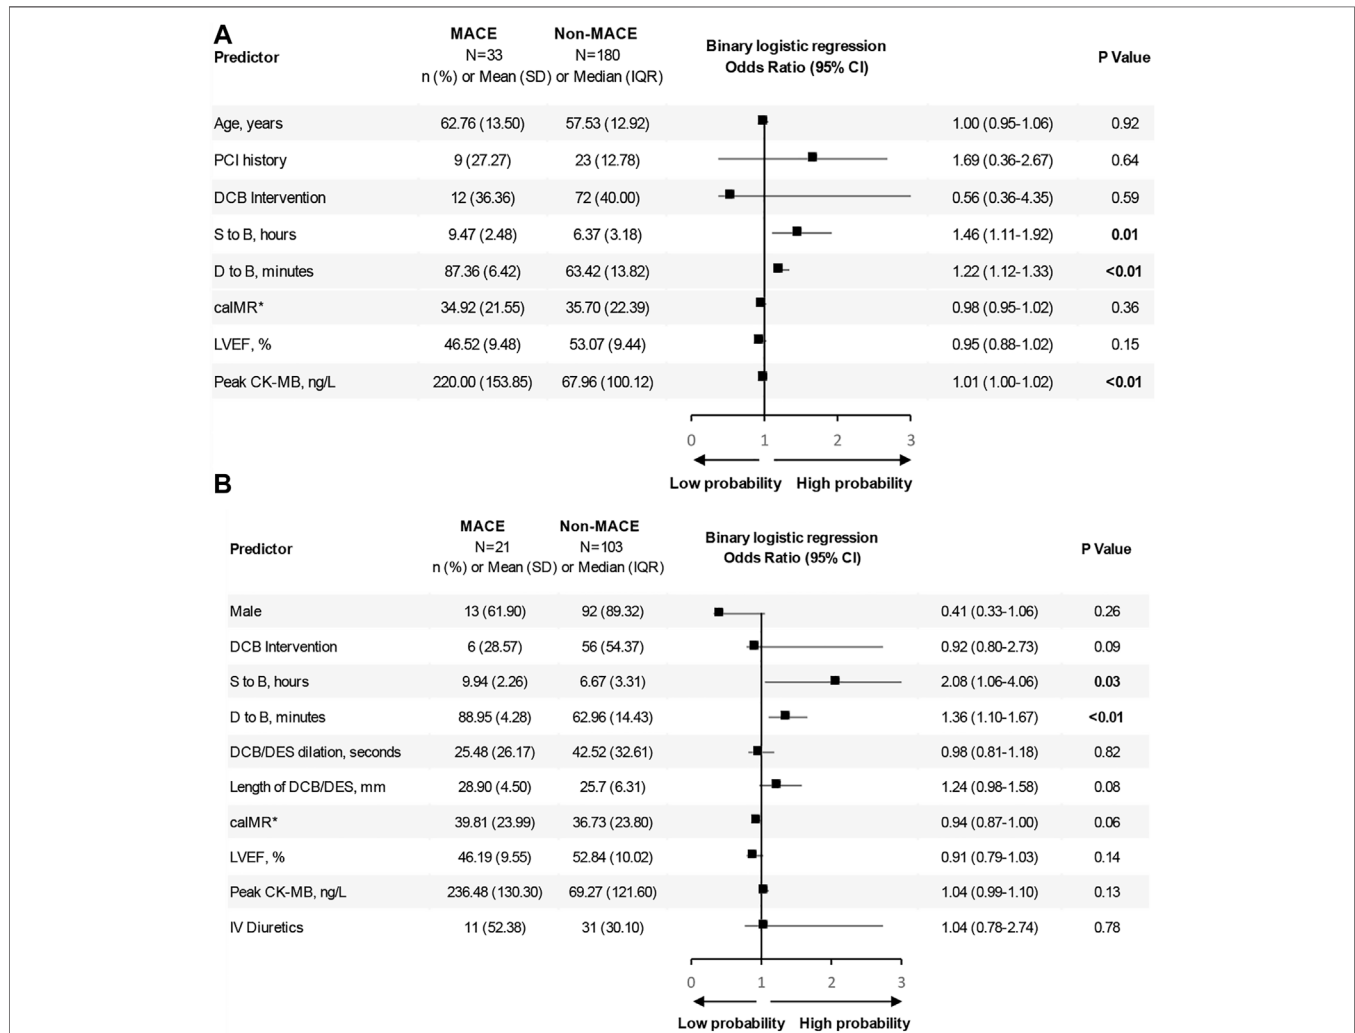 A
MACE Non-MACE
Predictor N=33 N=180 Binary logistic regression P Value
n (%) or Mean (SD) or Median (IQR) Odds Ratio (95% CI)
Age, years 62.76 (13.50) 57.53 (12.92) 1.00 (0.95-1.06) 0.92
PCI history 9 (27.27) 23 (12.78) 1.69 (0.36-2.67) 0.64
DCB Intervention 12 (36.36) 72 (40.00) 0.56 (0.36-4.35) 0.59
S to B, hours 9.47 (2.48) 6.37 (3.18) 1.46 (1.11-1.92) 0.01
D to B, minutes 87.36 (6.42) 63.42 (13.82) 1.22 (1.12-1.33) <0.01
caIMR* 34.92 (21.55) 35.70 (22.39) 0.98 (0.95-1.02) 0.36
LVEF, % 46.52 (9.48) 53.07 (9.44) 0.95 (0.88-1.02) 0.15
Peak CK-MB, ng/L 220.00 (153.85) 67.96 (100.12) 1.01 (1.00-1.02) <0.01
0 1 2 3
Low probability High probability
B
MACE Non-MACE
Predictor N=21 N=103 Binary logistic regression P Value
n (%) or Mean (SD) or Median (IQR) Odds Ratio (95% CI)
Male 13 (61.90) 92 (89.32) 0.41 (0.33-1.06) 0.26
DCB Intervention 6 (28.57) 56 (54.37) 0.92 (0.80-2.73) 0.09
S to B, hours 9.94 (2.26) 6.67 (3.31) 2.08 (1.06-4.06) 0.03
D to B, minutes 88.95 (4.28) 62.96 (14.43) 1.36 (1.10-1.67) <0.01
DCB/DES dilation, seconds 25.48 (26.17) 42.52 (32.61) 0.98 (0.81-1.18) 0.82
Length of DCB/DES, mm 28.90 (4.50) 25.7 (6.31) 1.24 (0.98-1.58) 0.08
caIMR* 39.81 (23.99) 36.73 (23.80) 0.94 (0.87-1.00) 0.06
LVEF, % 46.19 (9.55) 52.84 (10.02) 0.91 (0.79-1.03) 0.14
Peak CK-MB, ng/L 236.48 (130.30) 69.27 (121.60) 1.04 (0.99-1.10) 0.13
IV Diuretics 11 (52.38) 31 (30.10) 1.04 (0.78-2.74) 0.78
0 1 2 3
Low probability High probability